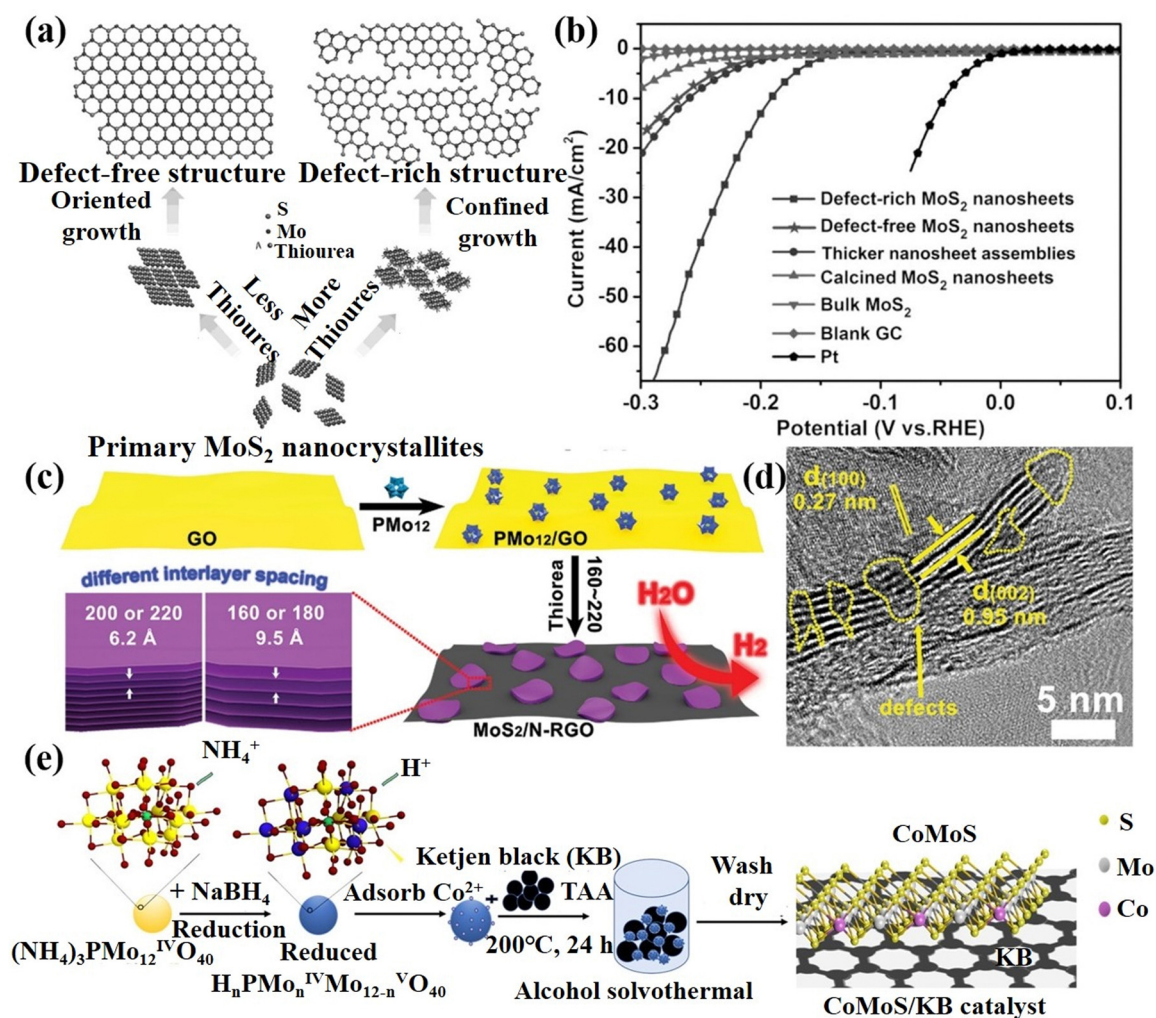 (a)
Defect-free structure
Defect-rich structure
Oriented
growth
S
Mo
Thiourea
Confined
growth
Less
Thioures
More
Thioures
Primary MoS₂ nanocrystallites
(b)
0
-10
-20
-30
-40
-50
-60
Current (mA/cm²)
Defect-rich MoS₂ nanosheets
Defect-free MoS₂ nanosheets
Thicker nanosheet assemblies
Calcined MoS₂ nanosheets
Bulk MoS₂
Blank GC
Pt
-0.3 -0.2 -0.1 0.0 0.1
Potential (V vs.RHE)
(c)
GO
PMo₁₂
PMo₁₂/GO
different interlayer spacing
200 or 220
6.2 Å
160 or 180
9.5 Å
Thiorea
160~220
H₂O
H₂
MoS₂/N-RGO
(d)
d(100)
0.27 nm
d(002)
0.95 nm
defects
5 nm
(e)
NH₄⁺
H⁺
+ NaBH₄
Reduction
(NH₄)₃PMo₁₂ᴵⱽO₄₀
Reduced
HₙPMoₙᴵⱽMo₁₂₋ₙⱽO₄₀
Adsorb Co²⁺
+
Ketjen black (KB)
TAA
200°C, 24 h
Alcohol solvothermal
Wash
dry
CoMoS
KB
CoMoS/KB catalyst
S
Mo
Co